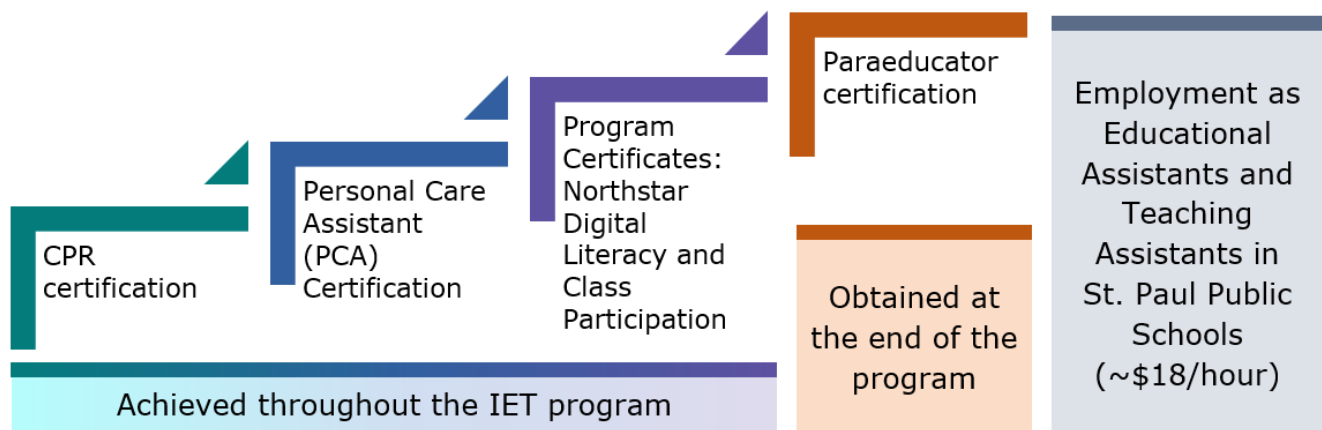 CPR
certification
Personal Care
Assistant
(PCA)
Certification
Program
Certificates:
Northstar
Digital
Literacy and
Class
Participation
Achieved throughout the IET program
Paraeducator
certification
Obtained at
the end of the
program
Employment as
Educational
Assistants and
Teaching
Assistants in
St. Paul Public
Schools
(~$18/hour)